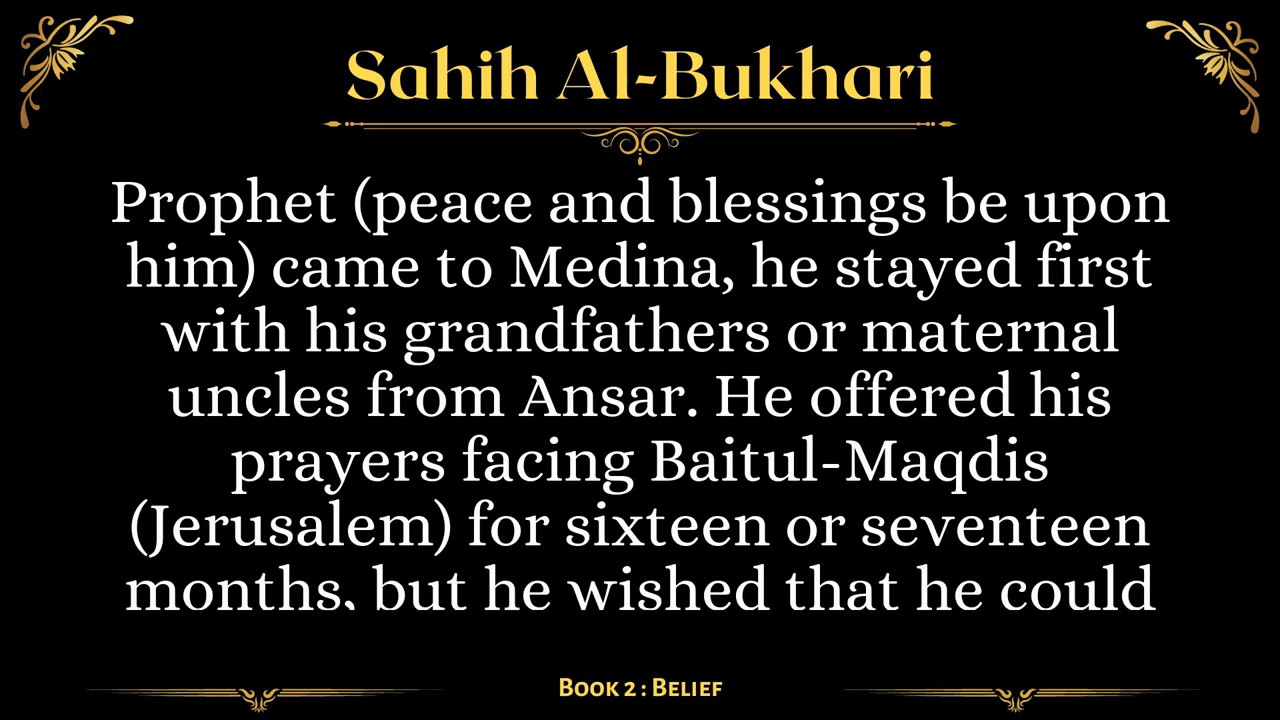 Sahih Al-Bukhari
Prophet (peace and blessings be upon
him) came to Medina, he stayed first
with his grandfathers or maternal
uncles from Ansar. He offered his
prayers facing Baitul-Maqdis
(Jerusalem) for sixteen or seventeen
months, but he wished that he could
Book 2 : Belief